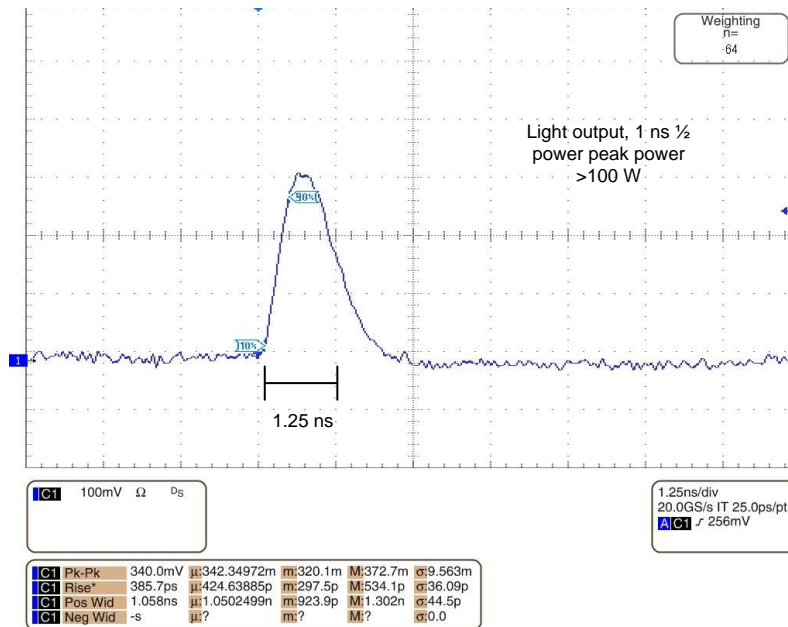 Weighting
n=
64
Light output, 1 ns ½
power peak power
>100 W
90%
10%
1
1.25 ns
C1 100mV Ω Ds
1.25ns/div
20.0GS/s IT 25.0ps/pt
A C1 ƒ 256mV
C1 Pk-Pk 340.0mV µ:342.34972m m:320.1m M:372.7m σ:9.563m
C1 Rise* 385.7ps µ:424.63885p m:297.5p M:534.1p σ:36.09p
C1 Pos Wid 1.058ns µ:1.0502499n m:923.9p M:1.302n σ:44.5p
C1 Neg Wid -s µ:? m:? M:? σ:0.0